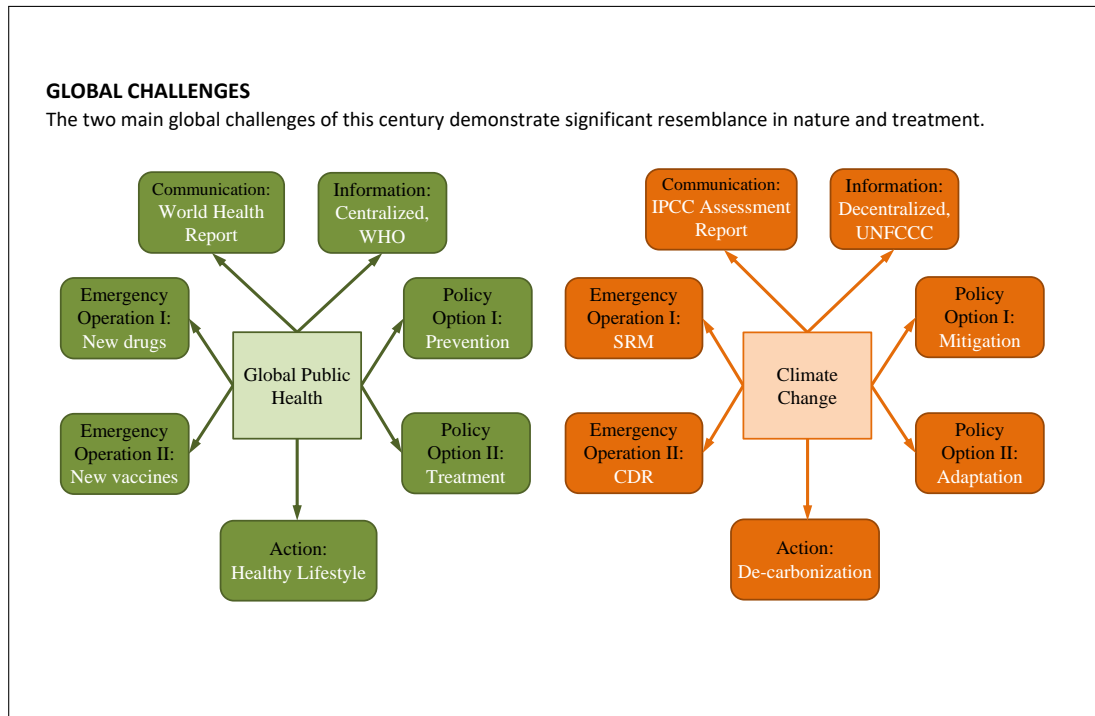 GLOBAL CHALLENGES
The two main global challenges of this century demonstrate significant resemblance in nature and treatment.
Communication:
World Health
Report
Information:
Centralized,
WHO
Emergency
Operation I:
New drugs
Policy
Option I:
Prevention
Global Public
Health
Emergency
Operation II:
New vaccines
Policy
Option II:
Treatment
Action:
Healthy Lifestyle
Communication:
IPCC Assessment
Report
Information:
Decentralized,
UNFCCC
Emergency
Operation I:
SRM
Policy
Option I:
Mitigation
Climate
Change
Emergency
Operation II:
CDR
Policy
Option II:
Adaptation
Action:
De-carbonization